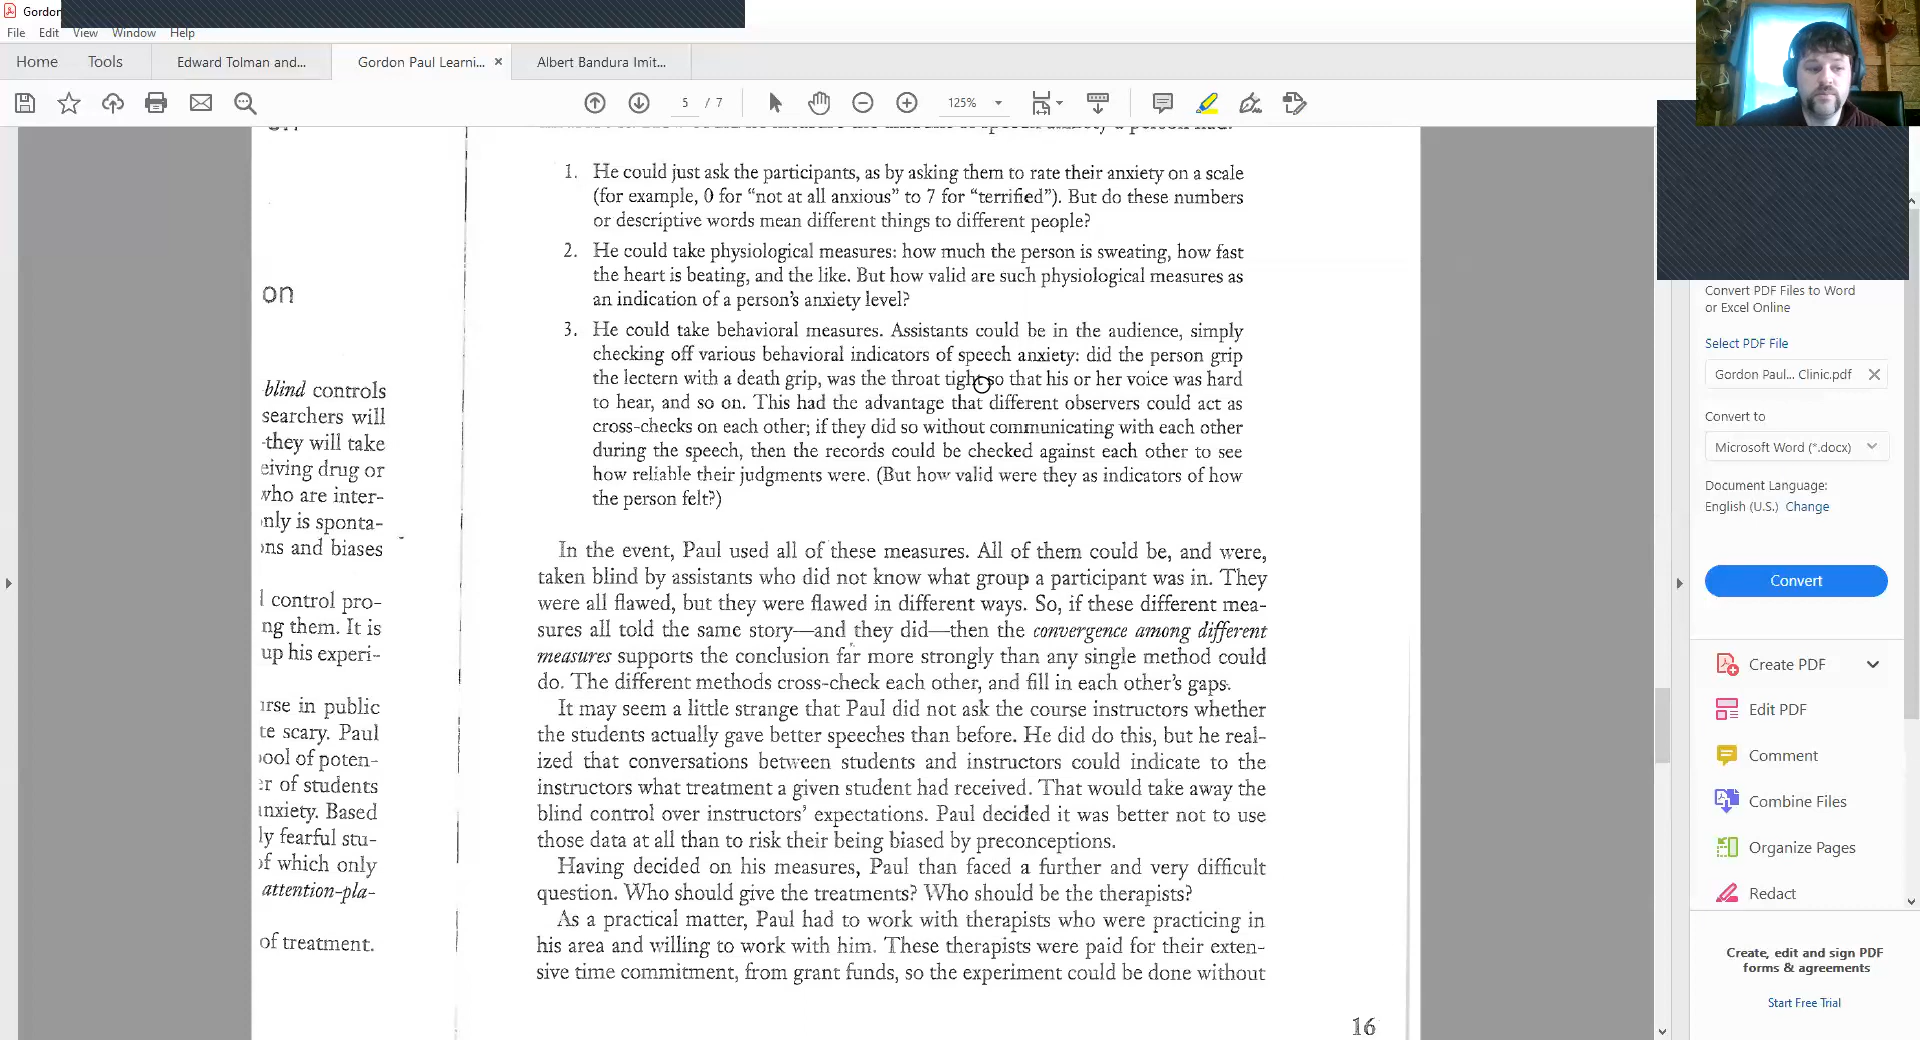 Gordon
File Edit View Window Help
Home Tools Edward Tolman and... Gordon Paul Learni... × Albert Bandura Imit...
5 / 7 125%
on
blind controls
searchers will
-they will take
eiving drug or
who are inter-
nly is sponta-
ns and biases
l control pro-
ng them. It is
up his experi-
rse in public
te scary. Paul
ool of poten-
er of students
anxiety. Based
ly fearful stu-
of which only
attention-pla-
of treatment.
1. He could just ask the participants, as by asking them to rate their anxiety on a scale
(for example, 0 for “not at all anxious” to 7 for “terrified”). But do these numbers
or descriptive words mean different things to different people?
2. He could take physiological measures: how much the person is sweating, how fast
the heart is beating, and the like. But how valid are such physiological measures as
an indication of a person’s anxiety level?
3. He could take behavioral measures. Assistants could be in the audience, simply
checking off various behavioral indicators of speech anxiety: did the person grip
the lectern with a death grip, was the throat tight so that his or her voice was hard
to hear, and so on. This had the advantage that different observers could act as
cross-checks on each other; if they did so without communicating with each other
during the speech, then the records could be checked against each other to see
how reliable their judgments were. (But how valid were they as indicators of how
the person felt?)
In the event, Paul used all of these measures. All of them could be, and were,
taken blind by assistants who did not know what group a participant was in. They
were all flawed, but they were flawed in different ways. So, if these different mea-
sures all told the same story—and they did—then the convergence among different
measures supports the conclusion far more strongly than any single method could
do. The different methods cross-check each other, and fill in each other’s gaps.
It may seem a little strange that Paul did not ask the course instructors whether
the students actually gave better speeches than before. He did do this, but he real-
ized that conversations between students and instructors could indicate to the
instructors what treatment a given student had received. That would take away the
blind control over instructors’ expectations. Paul decided it was better not to use
those data at all than to risk their being biased by preconceptions.
Having decided on his measures, Paul than faced a further and very difficult
question. Who should give the treatments? Who should be the therapists?
As a practical matter, Paul had to work with therapists who were practicing in
his area and willing to work with him. These therapists were paid for their exten-
sive time commitment, from grant funds, so the experiment could be done without
16
Convert PDF Files to Word
or Excel Online
Select PDF File
Gordon Paul... Clinic.pdf
Convert to
Microsoft Word (*.docx)
Document Language:
English (U.S.) Change
Convert
Create PDF
Edit PDF
Comment
Combine Files
Organize Pages
Redact
Create, edit and sign PDF
forms & agreements
Start Free Trial